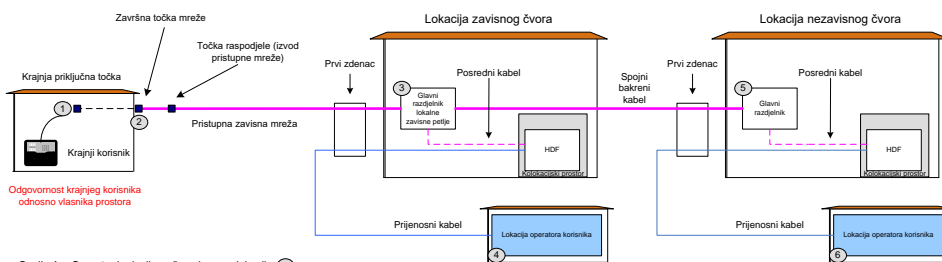 Lokacija zavisnog čvora
Lokacija nezavisnog čvora
Završna točka mreže
Točka raspodjele (izvod
pristupne mreže)
Krajnja priključna točka
Prvi zdenac
Posredni kabel
Spojni
bakreni
kabel
Prvi zdenac
1
2
3
Glavni
razdjelnik
lokalne
zavisne petlje
5
Glavni
razdjelnik
Posredni kabel
Pristupna zavisna mreža
Krajnji korisnik
HDF
Kolokacijski prostor
HDF
Kolokacijski prostor
Odgovornost krajnjeg korisnika
odnosno vlasnika prostora
Prijenosni kabel
Lokacija operatora korisnika
4
Prijenosni kabel
Lokacija operatora korisnika
6